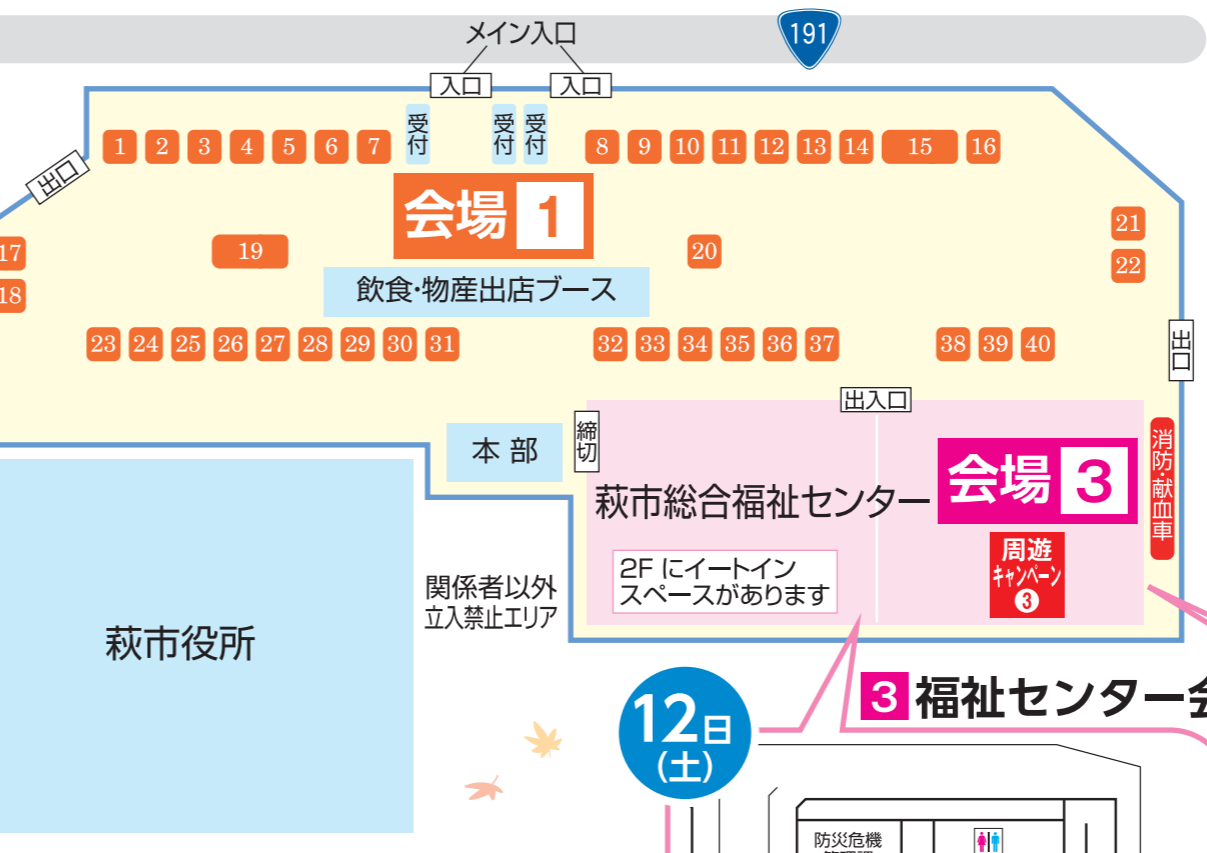 メイン入口
191
入口
入口
受付
受付
受付
1 2 3 4 5 6 7
8 9 10 11 12 13 14 15 16
出口
会場 1
17
18
19
20
21
22
飲食・物産出店ブース
23 24 25 26 27 28 29 30 31
32 33 34 35 36 37
38 39 40
出口
出入口
本部
締切
会場 3
消防・献血車
萩市総合福祉センター
周遊
キャンペーン
3
2F にイートイン
スペースがあります
関係者以外
立入禁止エリア
萩市役所
12日
(土)
3 福祉センター会
防災危機